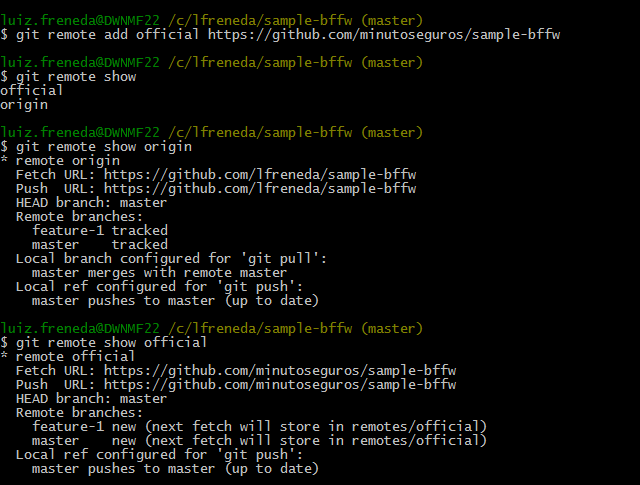 luiz.freneda@DWNMF22 /c/lfreneda/sample-bffw (master)
$ git remote add official https://github.com/minutoseguros/sample-bffw
luiz.freneda@DWNMF22 /c/lfreneda/sample-bffw (master)
$ git remote show
official
origin
luiz.freneda@DWNMF22 /c/lfreneda/sample-bffw (master)
$ git remote show origin
* remote origin
  Fetch URL: https://github.com/lfreneda/sample-bffw
  Push  URL: https://github.com/lfreneda/sample-bffw
  HEAD branch: master
  Remote branches:
    feature-1 tracked
    master    tracked
  Local branch configured for 'git pull':
    master merges with remote master
  Local ref configured for 'git push':
    master pushes to master (up to date)
luiz.freneda@DWNMF22 /c/lfreneda/sample-bffw (master)
$ git remote show official
* remote official
  Fetch URL: https://github.com/minutoseguros/sample-bffw
  Push  URL: https://github.com/minutoseguros/sample-bffw
  HEAD branch: master
  Remote branches:
    feature-1 new (next fetch will store in remotes/official)
    master    new (next fetch will store in remotes/official)
  Local ref configured for 'git push':
    master pushes to master (up to date)